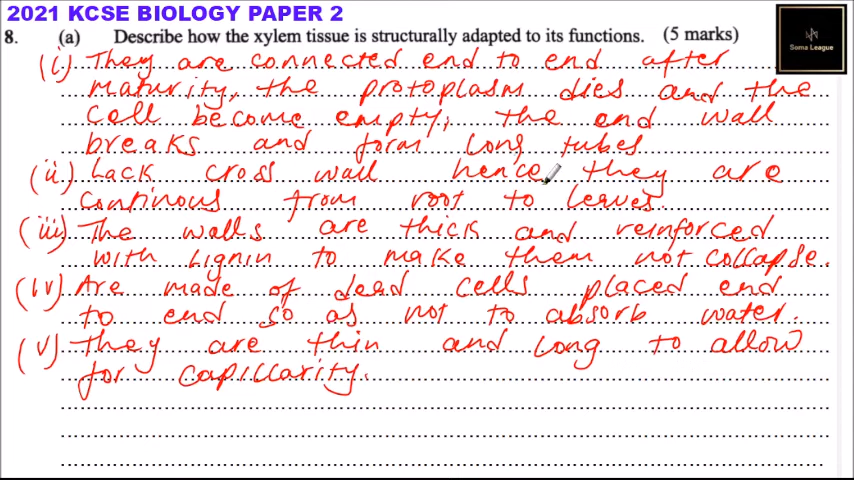 2021 KCSE BIOLOGY PAPER 2
8. (a) Describe how the xylem tissue is structurally adapted to its functions. (5 marks)
Soma League
(i) They are connected end to end after
maturity, the protoplasm dies and the
cell become empty, the end wall
breaks and form long tubes
(ii) Lack cross wall hence they are
continous from root to leaves.
(iii) The walls are thick and reinforced
with Lignin to make them not collapse.
(iv) Are made of dead cells placed end
to end so as not to absorb water.
(v) They are thin and long to allow
for capillarity.